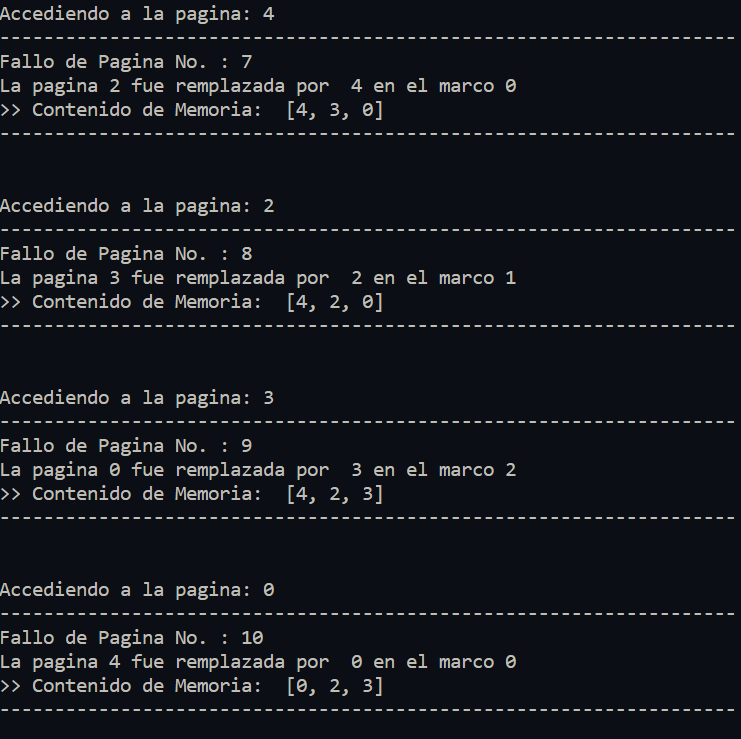 Accediendo a la pagina: 4
-------------------------------------------------------------------
Fallo de Pagina No. : 7
La pagina 2 fue remplazada por  4 en el marco 0
>> Contenido de Memoria:  [4, 3, 0]
-------------------------------------------------------------------
Accediendo a la pagina: 2
-------------------------------------------------------------------
Fallo de Pagina No. : 8
La pagina 3 fue remplazada por  2 en el marco 1
>> Contenido de Memoria:  [4, 2, 0]
-------------------------------------------------------------------
Accediendo a la pagina: 3
-------------------------------------------------------------------
Fallo de Pagina No. : 9
La pagina 0 fue remplazada por  3 en el marco 2
>> Contenido de Memoria:  [4, 2, 3]
-------------------------------------------------------------------
Accediendo a la pagina: 0
-------------------------------------------------------------------
Fallo de Pagina No. : 10
La pagina 4 fue remplazada por  0 en el marco 0
>> Contenido de Memoria:  [0, 2, 3]
-------------------------------------------------------------------